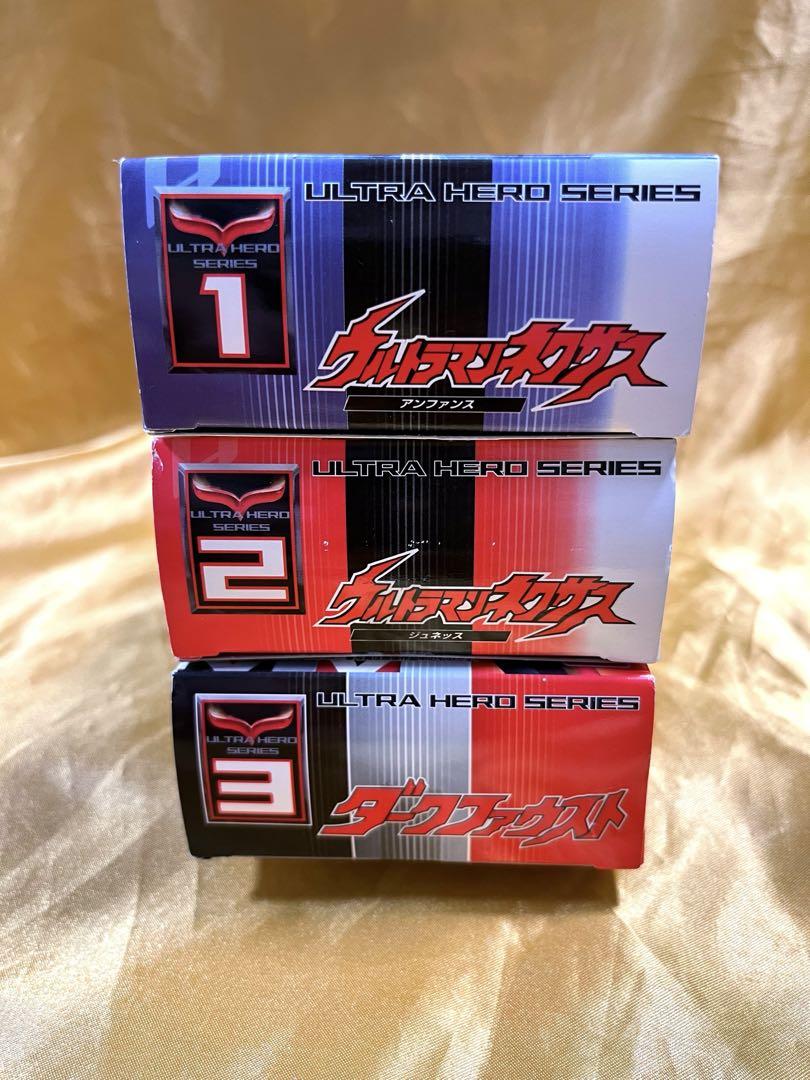 ULTRA HERO SERIES
ULTRA HERO
SERIES
1
ウルトラマンネクサス
アンファンス
ULTRA HERO SERIES
ULTRA HERO
SERIES
2
ウルトラマンネクサス
ジュネッス
ULTRA HERO SERIES
ULTRA HERO
SERIES
3
ダークファウスト